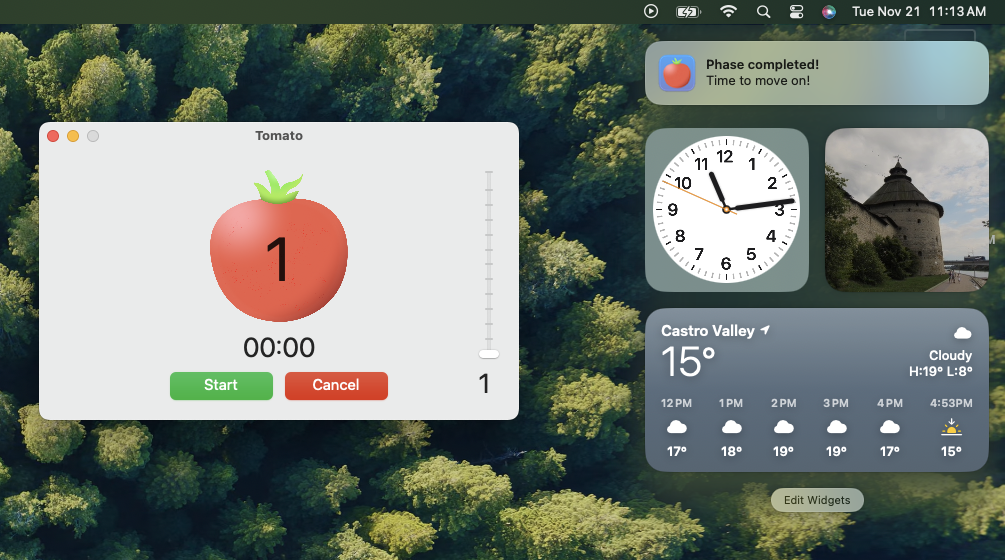 Tue Nov 21 11:13 AM
Phase completed!
Time to move on!
Tomato
1
00:00
Start
Cancel
1
12
1
2
3
4
5
6
7
8
9
10
11
Castro Valley
15°
Cloudy
H:19° L:8°
12 PM 1 PM 2 PM 3 PM 4 PM 4:53PM
17° 18° 19° 19° 17° 15°
Edit Widgets